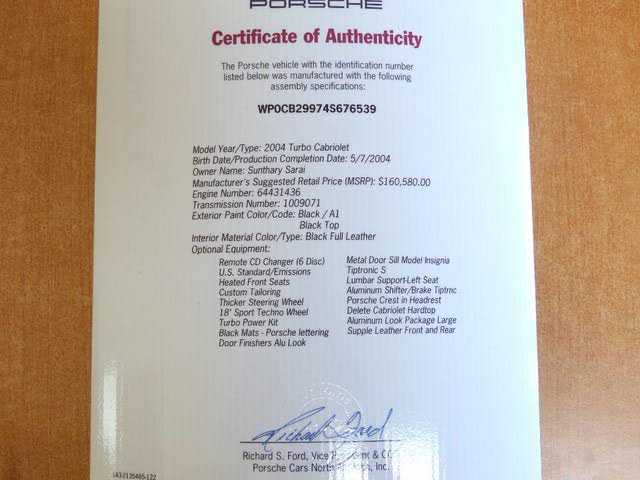 PORSCHE
Certificate of Authenticity
The Porsche vehicle with the identification number
listed below was manufactured with the following
assembly specifications:
WP0CB29974S676539
Model Year/Type: 2004 Turbo Cabriolet
Birth Date/Production Completion Date: 5/7/2004
Owner Name: Sunthary Sarai
Manufacturer's Suggested Retail Price (MSRP): $160,580.00
Engine Number: 64431436
Transmission Number: 1009071
Exterior Paint Color/Code: Black / A1
Black Top
Interior Material Color/Type: Black Full Leather
Optional Equipment:
Remote CD Changer (6 Disc)
U.S. Standard/Emissions
Heated Front Seats
Custom Tailoring
Thicker Steering Wheel
18" Sport Techno Wheel
Turbo Power Kit
Black Mats - Porsche lettering
Door Finishers Alu Look
Metal Door Sill Model Insignia
Tiptronic S
Lumbar Support-Left Seat
Aluminum Shifter/Brake Tiptrnc
Porsche Crest in Headrest
Delete Cabriolet Hardtop
Aluminum Look Package Large
Supple Leather Front and Rear
Richard Ford
Richard S. Ford, Vice President &
Porsche Cars North America, Inc.